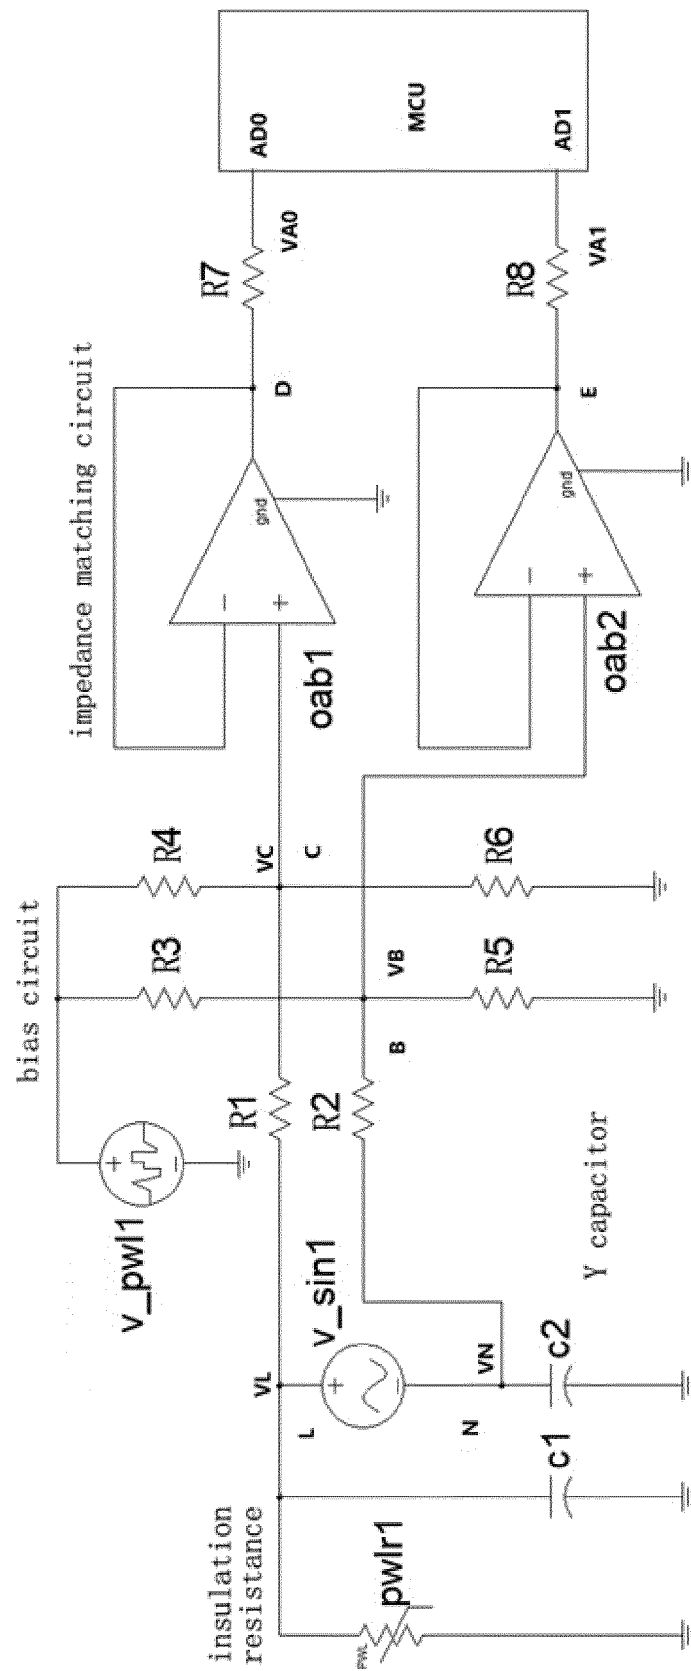 MCU
AD0
AD1
VA0
VA1
R7
R8
impedance matching circuit
D
E
gnd
gnd
−
+
−
+
oab1
oab2
bias circuit
R4
R3
VC
C
R6
R5
VB
B
R1
R2
+
−
v_pwl1
v_sin1
Y capacitor
VL
L
+
−
VN
N
c2
c1
insulation
resistance
pwlr1
PWL